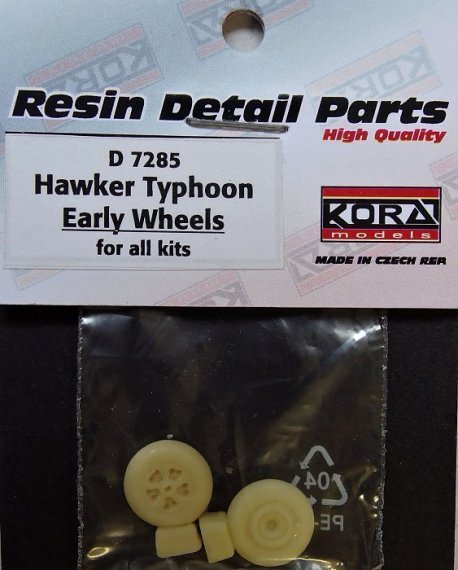 KORA
Resin Detail Parts
High Quality
D 7285
Hawker Typhoon
Early Wheels
for all kits
KORA
models
MADE IN CZECH REP.
04
PE-